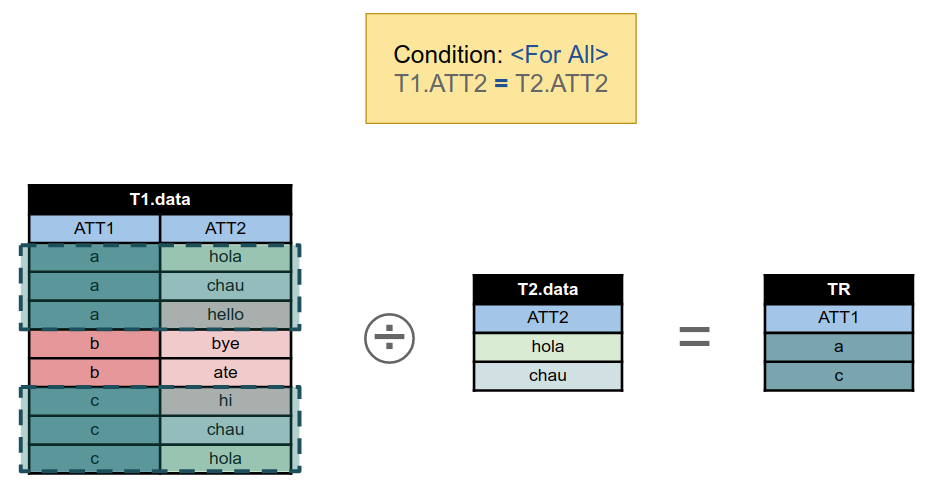 Condition: <For All>
T1.ATT2 = T2.ATT2
T1.data
ATT1 ATT2
a hola
a chau
a hello
b bye
b ate
c hi
c chau
c hola
÷
T2.data
ATT2
hola
chau
=
TR
ATT1
a
c